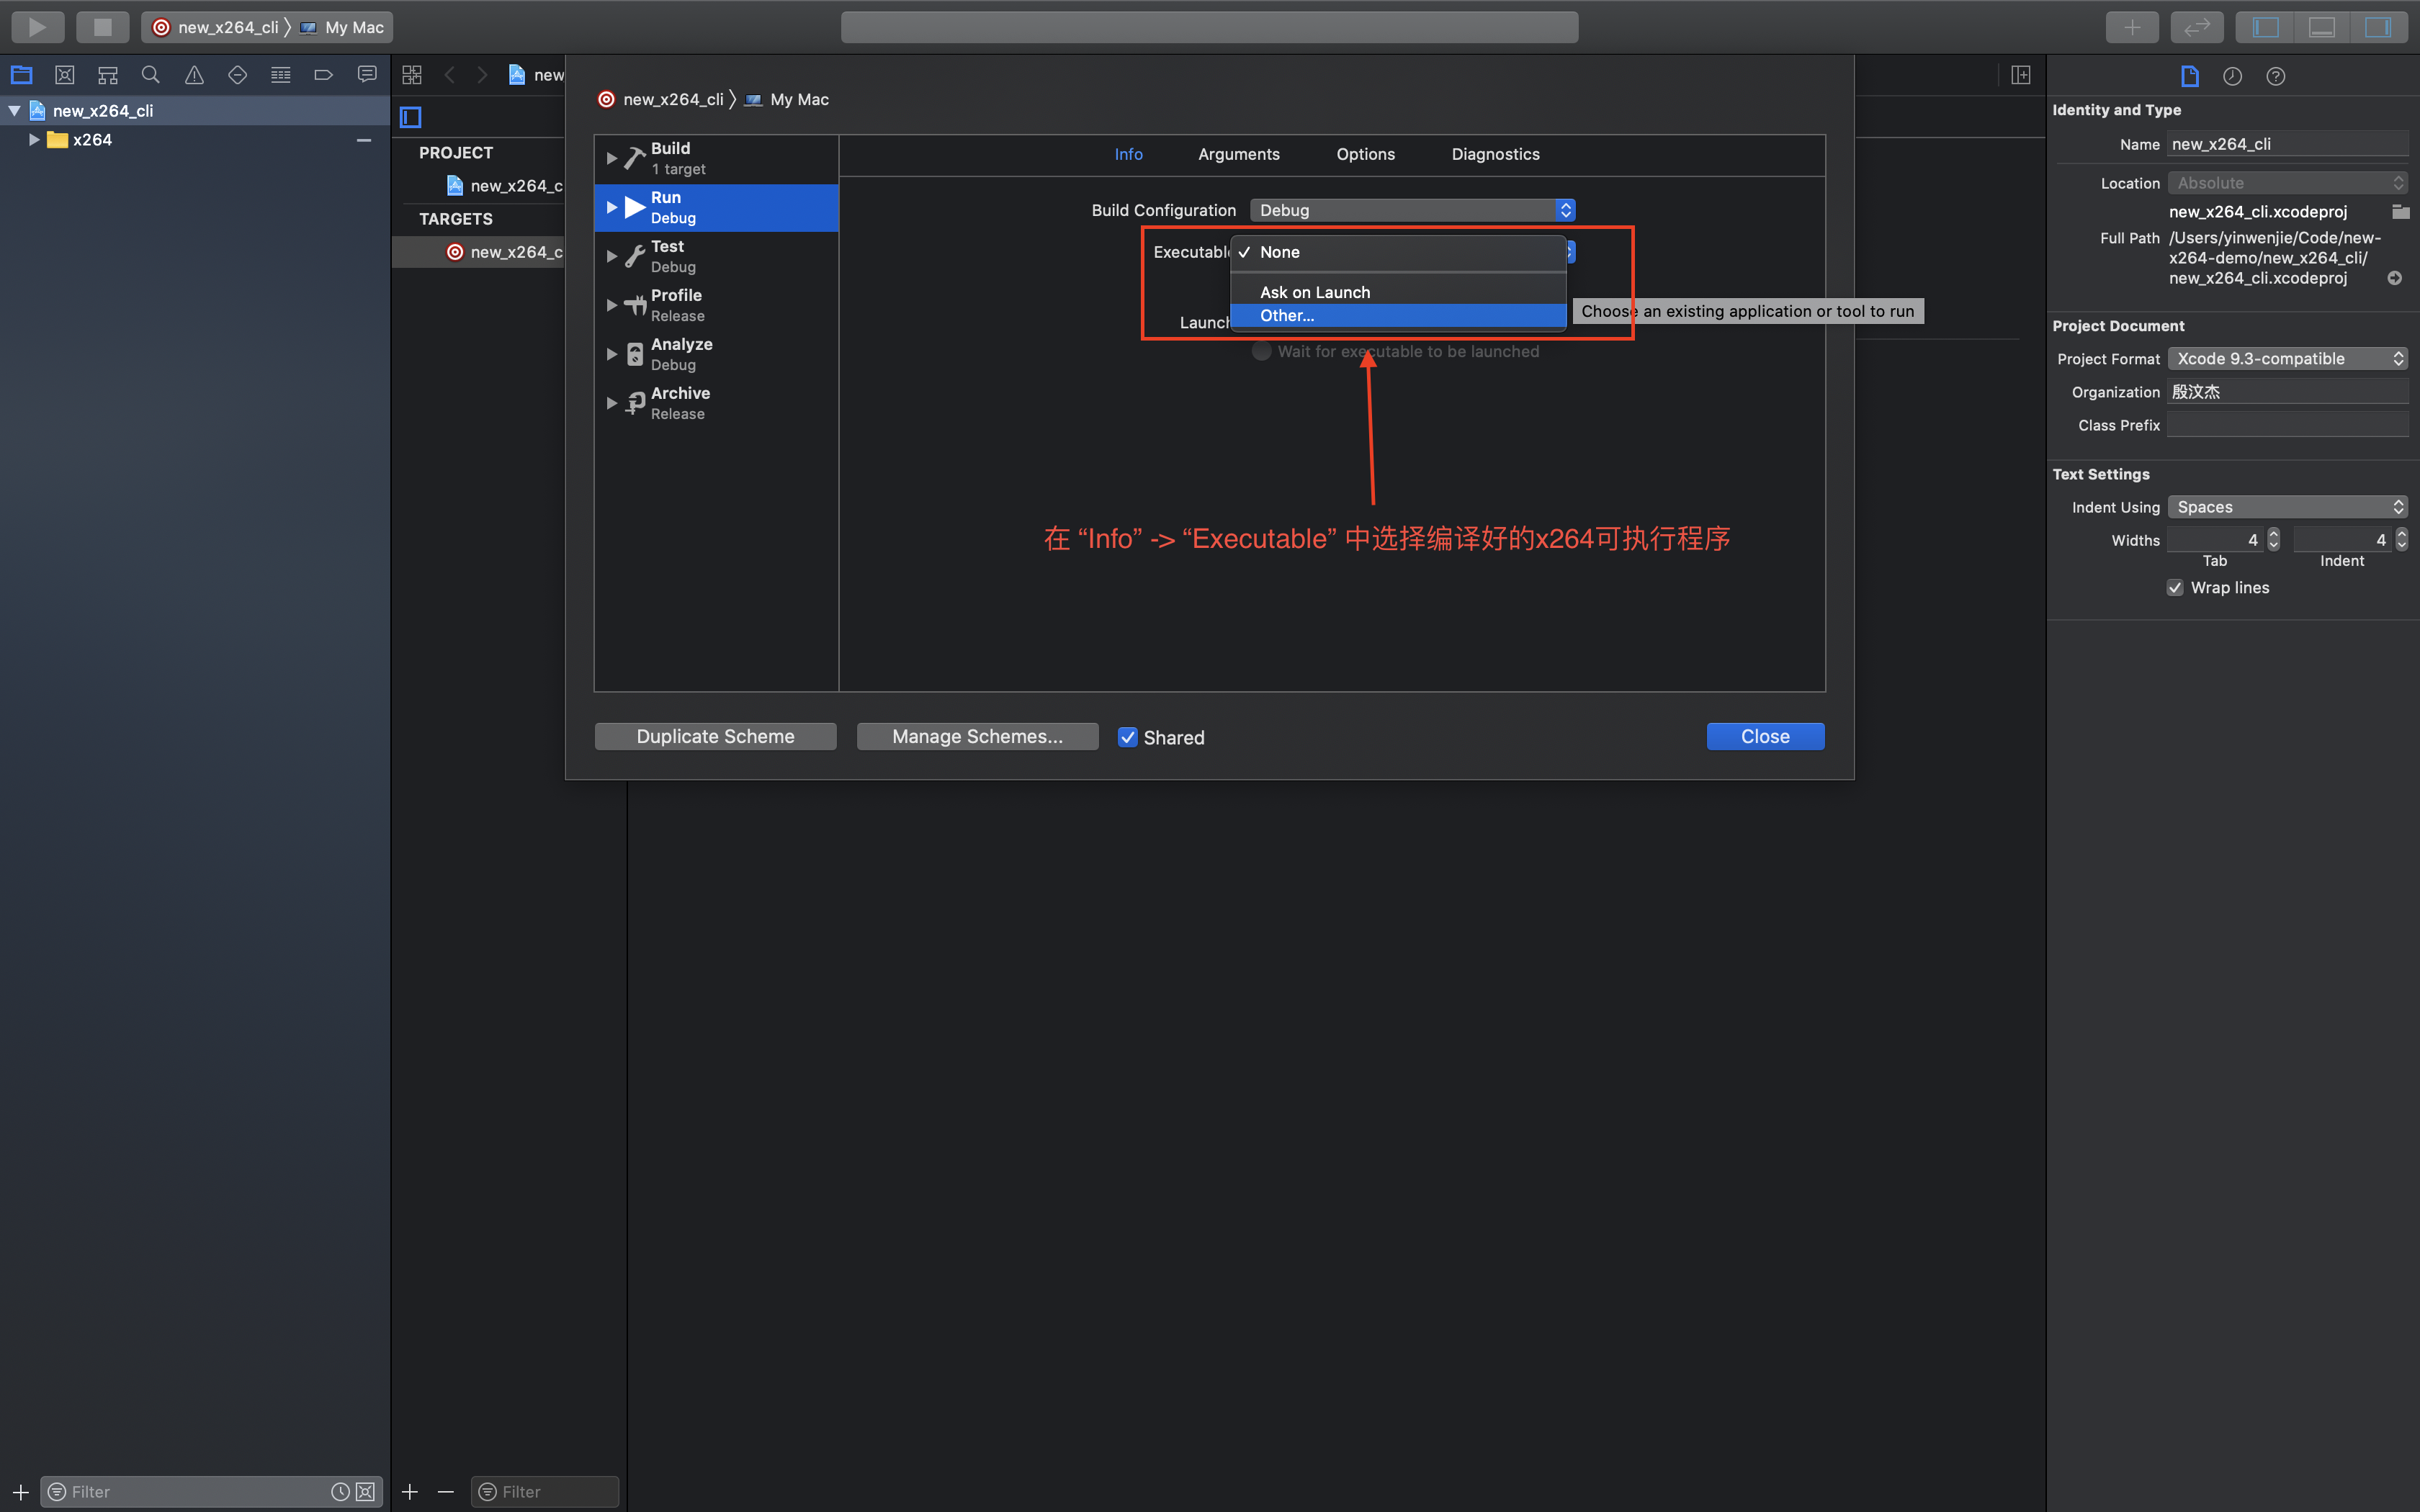 new_x264_cli
My Mac
new_x264_cli
x264
new
PROJECT
new_x264_c
TARGETS
new_x264_c
new_x264_cli
My Mac
Build
1 target
Run
Debug
Test
Debug
Profile
Release
Analyze
Debug
Archive
Release
Info
Arguments
Options
Diagnostics
Build Configuration
Debug
Executable
None
Ask on Launch
Other...
Choose an existing application or tool to run
Launch
Wait for executable to be launched
在 “Info” -> “Executable” 中选择编译好的x264可执行程序
Duplicate Scheme
Manage Schemes...
Shared
Close
Identity and Type
Name new_x264_cli
Location Absolute
new_x264_cli.xcodeproj
Full Path /Users/yinwenjie/Code/new-
x264-demo/new_x264_cli/
new_x264_cli.xcodeproj
Project Document
Project Format Xcode 9.3-compatible
Organization 殷汶杰
Class Prefix
Text Settings
Indent Using Spaces
Widths 4 4
Tab Indent
Wrap lines
Filter
Filter